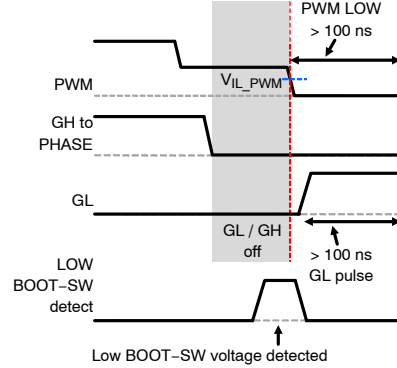 PWM LOW
> 100 ns
VIL_PWM
PWM
GH to
PHASE
GL
GL / GH
off
> 100 ns
GL pulse
LOW
BOOT−SW
detect
Low BOOT−SW voltage detected